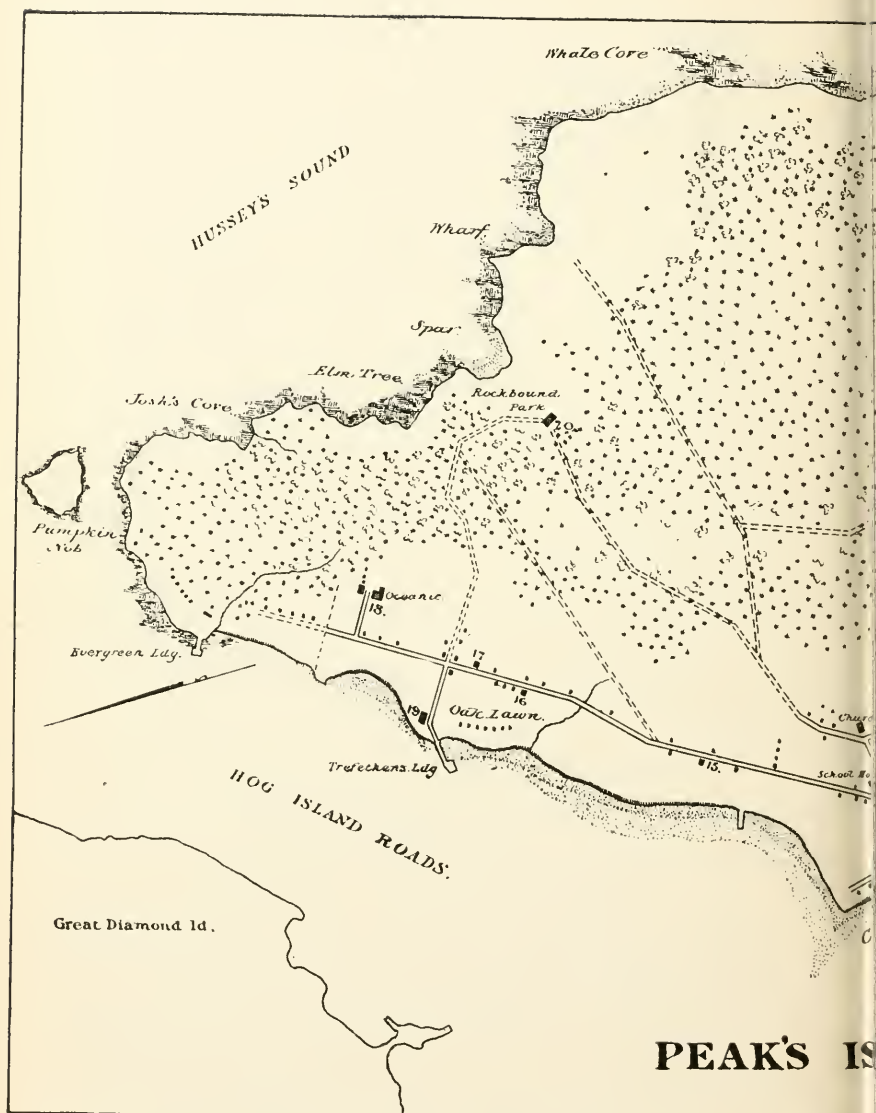 Whale Cove
HUSSEY'S SOUND
Wharf
Spar
Elm Tree
Josh's Cove
Rockbound
Park
20
Pumpkin
Nob
Oceanic
18.
Evergreen Ldg.
17
16
19
Oak Lawn.
15.
Trefethens Ldg
School Ho
HOG ISLAND ROADS.
Great Diamond Id.
C
PEAK'S IS